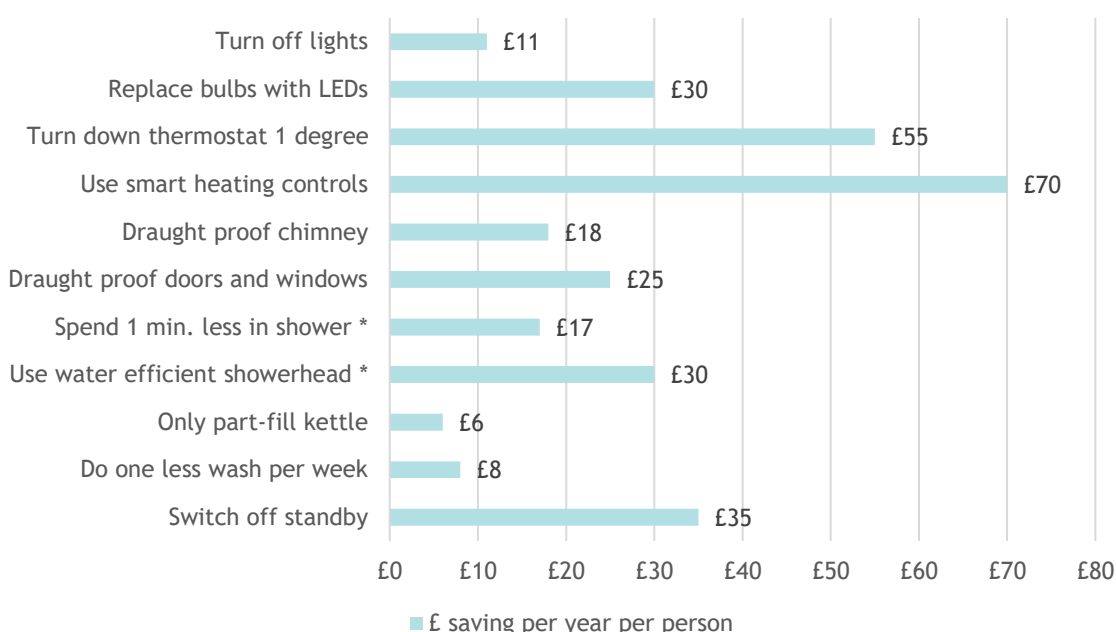 Turn off lights £11
Replace bulbs with LEDs £30
Turn down thermostat 1 degree £55
Use smart heating controls £70
Draught proof chimney £18
Draught proof doors and windows £25
Spend 1 min. less in shower * £17
Use water efficient showerhead * £30
Only part-fill kettle £6
Do one less wash per week £8
Switch off standby £35
£0 £10 £20 £30 £40 £50 £60 £70 £80
£ saving per year per person